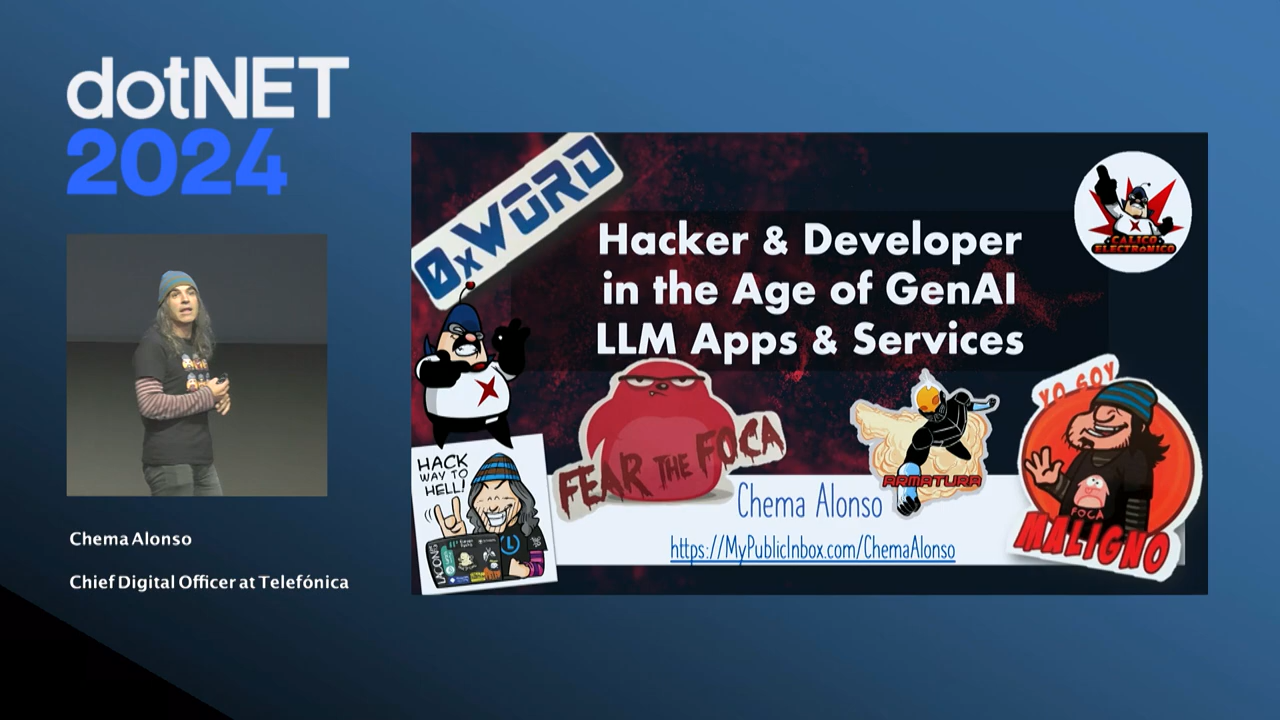 dotNET
2024
Chema Alonso
Chief Digital Officer at Telefónica
0xWORD
Hacker & Developer
in the Age of GenAI
LLM Apps & Services
CALICO
ELECTRONICO
FEAR THE FOCA
ARMATURA
YO SOY
FOCA
MALIGNO
HACK
WAY TO
HELL!
Chema Alonso
https://MyPublicInbox.com/ChemaAlonso